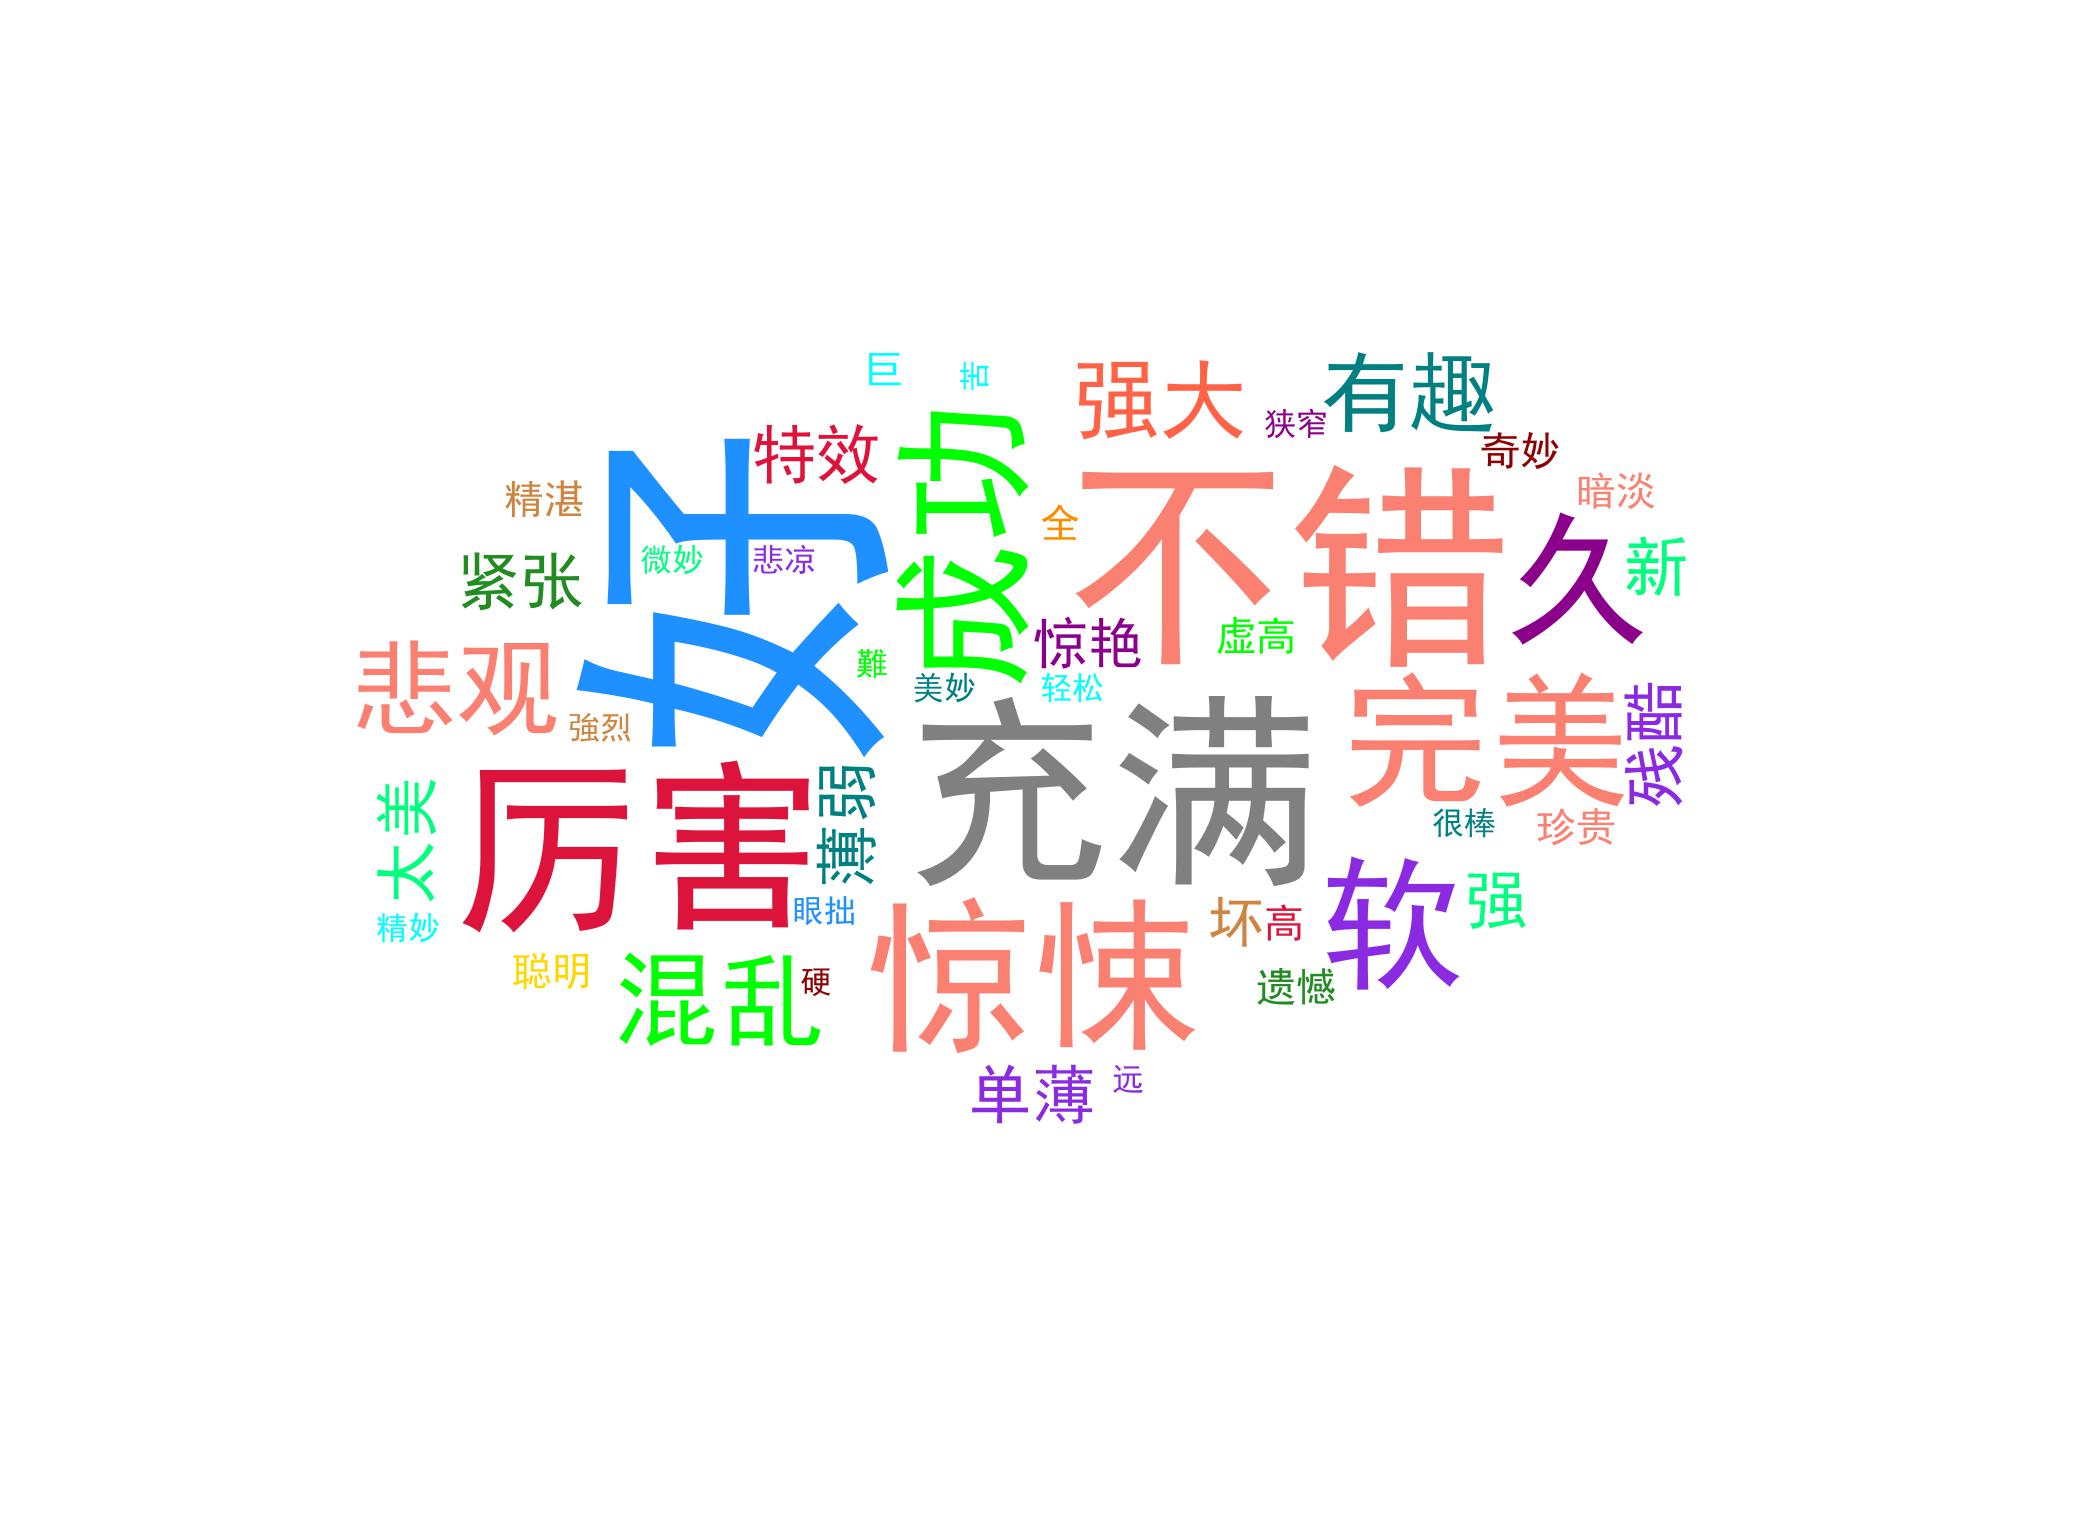 巨
苦
强大
有趣
狭窄
特效
成功
奇妙
好
不错
精湛
暗淡
全
久
新
紧张
微妙
悲凉
惊艳
虚高
悲观
難
美妙
轻松
強烈
充满
完美
残酷
厉害
薄弱
太美
很棒
珍贵
眼拙
精妙
惊悚
坏
高
软
强
聪明
混乱
硬
遗憾
单薄
远